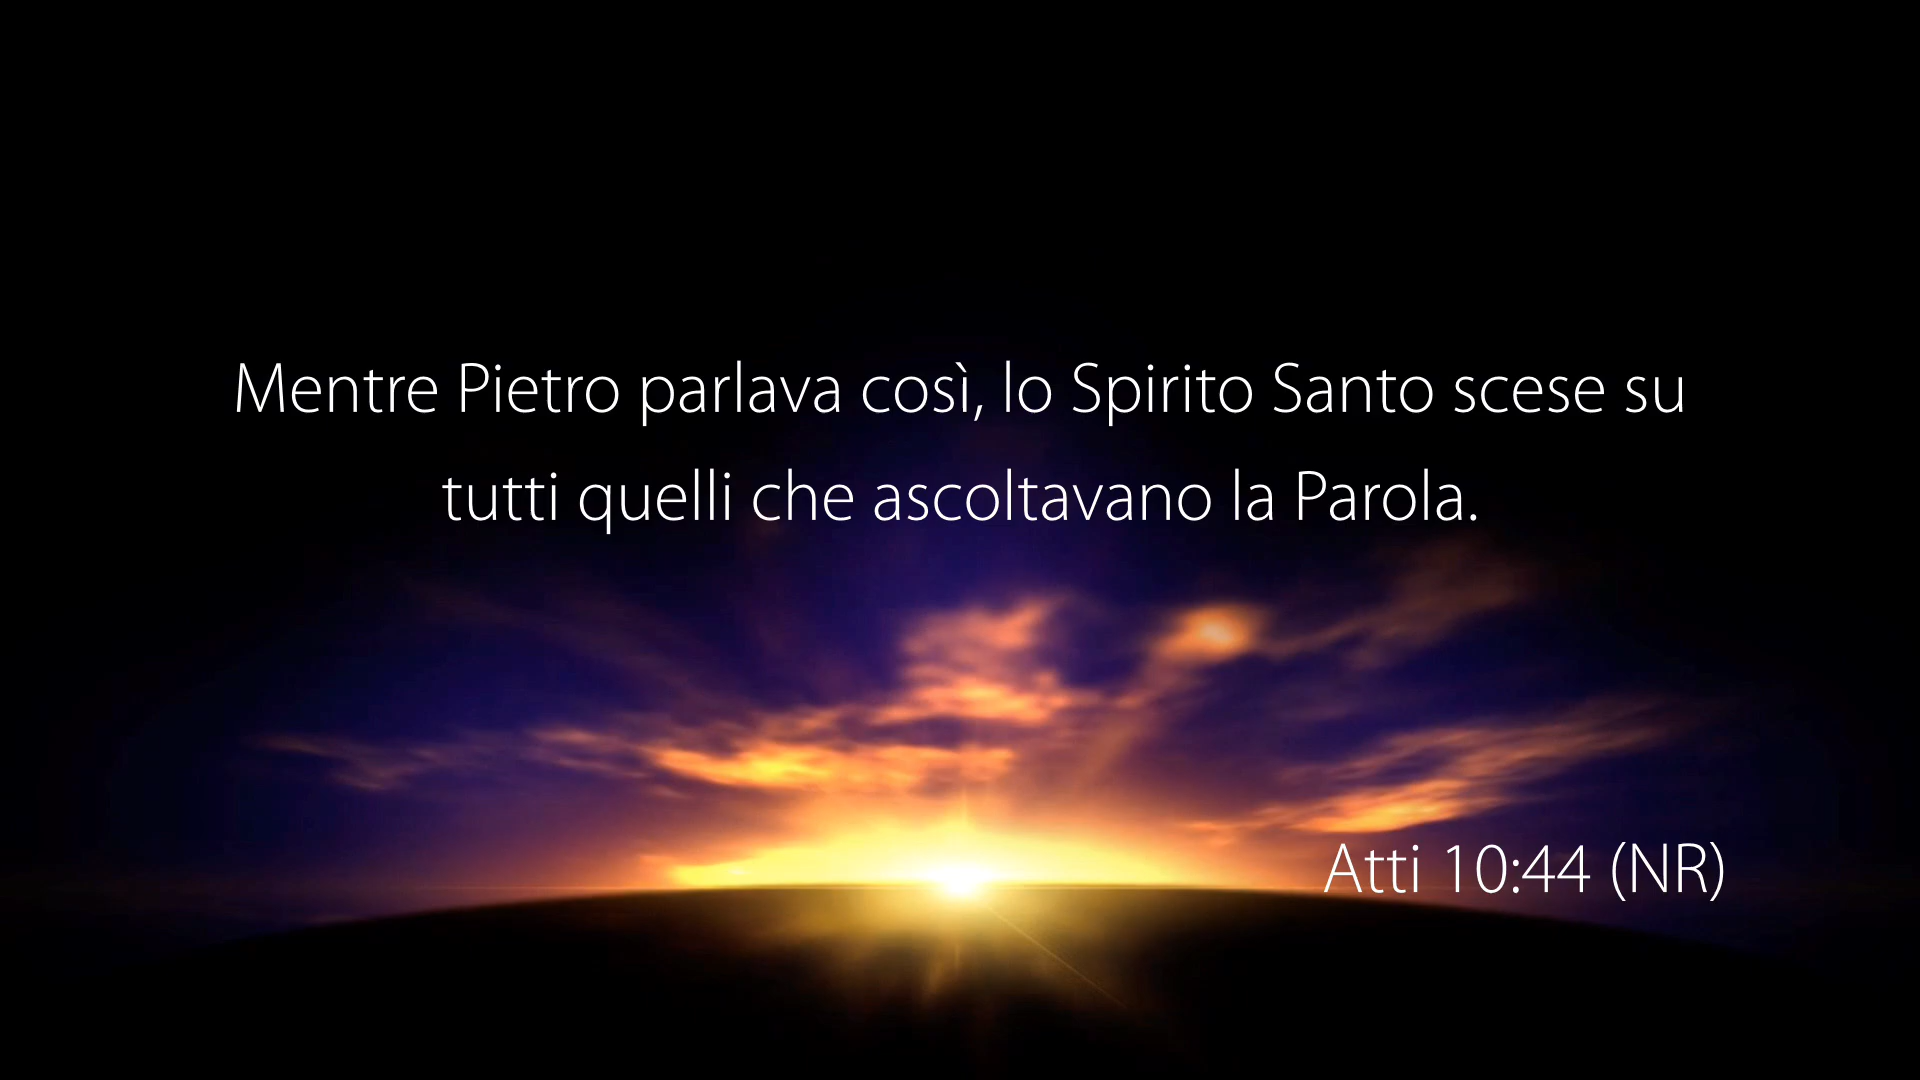 Mentre Pietro parlava così, lo Spirito Santo scese su
tutti quelli che ascoltavano la Parola.
Atti 10:44 (NR)